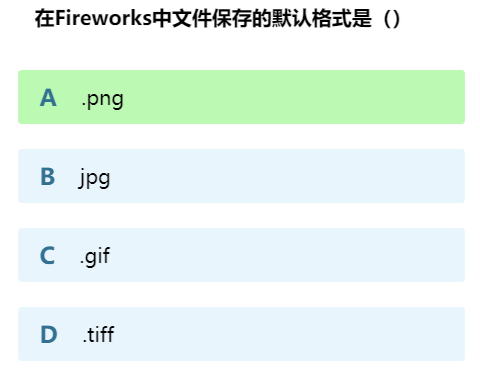 在Fireworks中文件保存的默认格式是（）
A .png
B jpg
C .gif
D .tiff